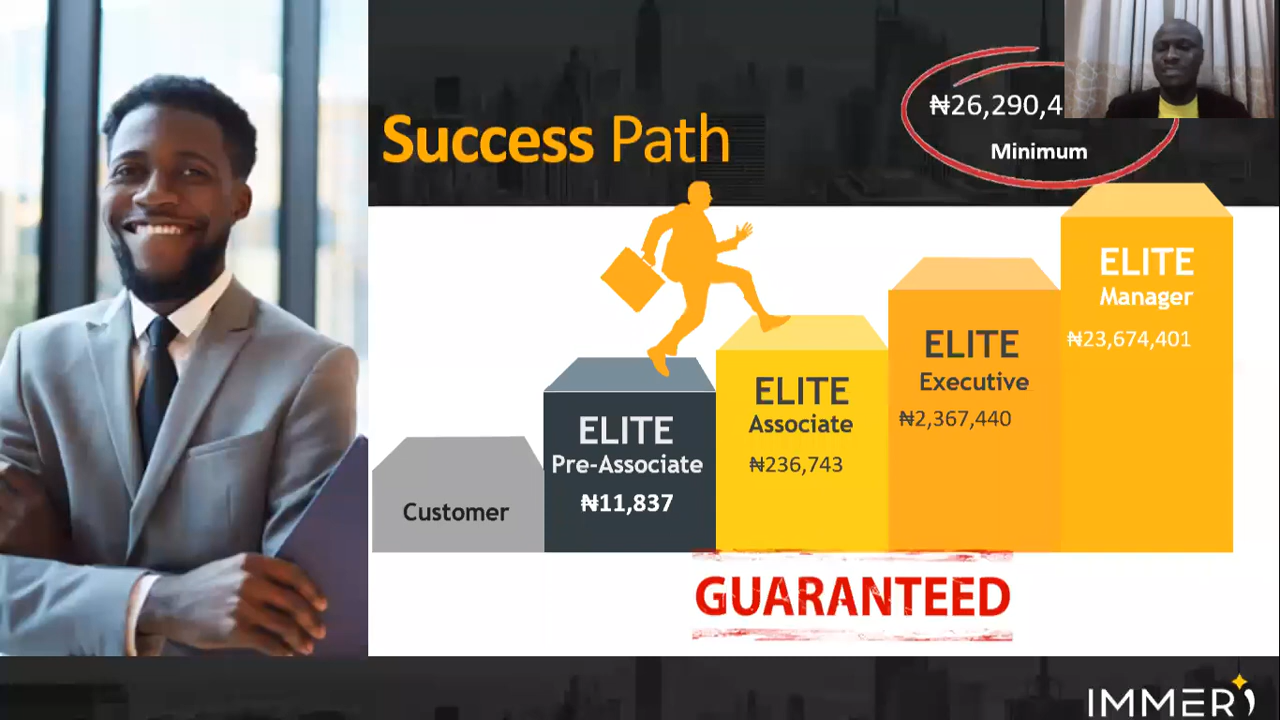 ₦26,290,4
Minimum
Success Path
ELITE
Manager
₦23,674,401
ELITE
Executive
₦2,367,440
ELITE
Associate
₦236,743
ELITE
Pre-Associate
₦11,837
Customer
GUARANTEED
IMMERI